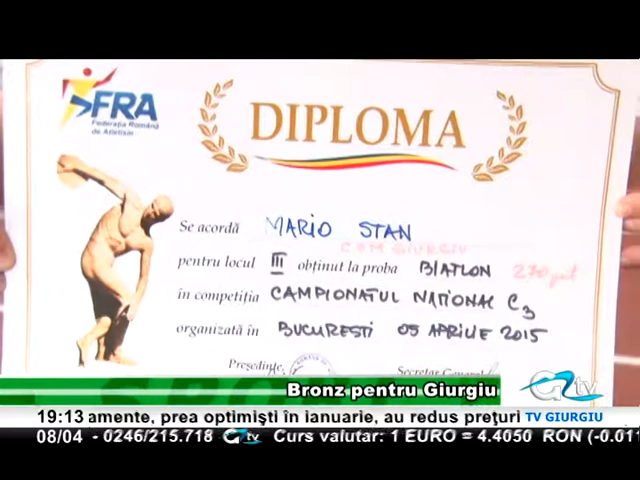 FRA
Federația Română
de Atletism
DIPLOMA
Se acordă MARIO STAN
CSM GIURGIU
pentru locul III obținut la proba BIATLON 270 pct
în competiția CAMPIONATUL NATIONAL C3
organizată în BUCURESTI 05 APRILIE 2015
Președinte, Secretar General
Bronz pentru Giurgiu
tv
19:13 amente, prea optimiști în ianuarie, au redus prețuri TV GIURGIU
08/04 - 0246/215.718 tv Curs valutar: 1 EURO = 4.4050 RON (-0.011